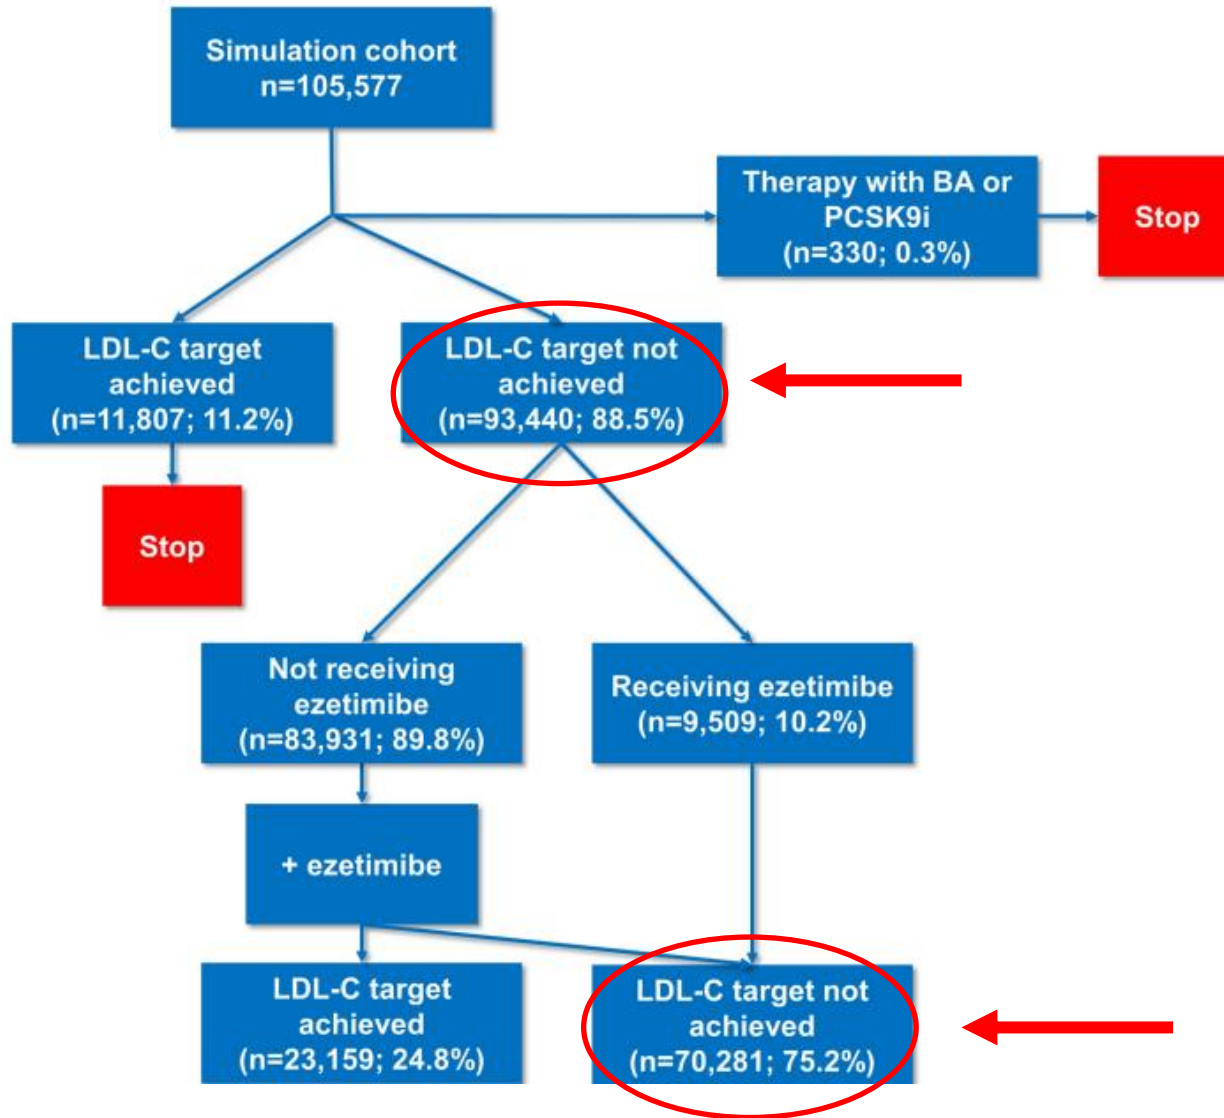 Simulation cohort
n=105,577
Therapy with BA or
PCSK9i
(n=330; 0.3%)
Stop
LDL-C target
achieved
(n=11,807; 11.2%)
LDL-C target not
achieved
(n=93,440; 88.5%)
Stop
Not receiving
ezetimibe
(n=83,931; 89.8%)
Receiving ezetimibe
(n=9,509; 10.2%)
+ ezetimibe
LDL-C target
achieved
(n=23,159; 24.8%)
LDL-C target not
achieved
(n=70,281; 75.2%)